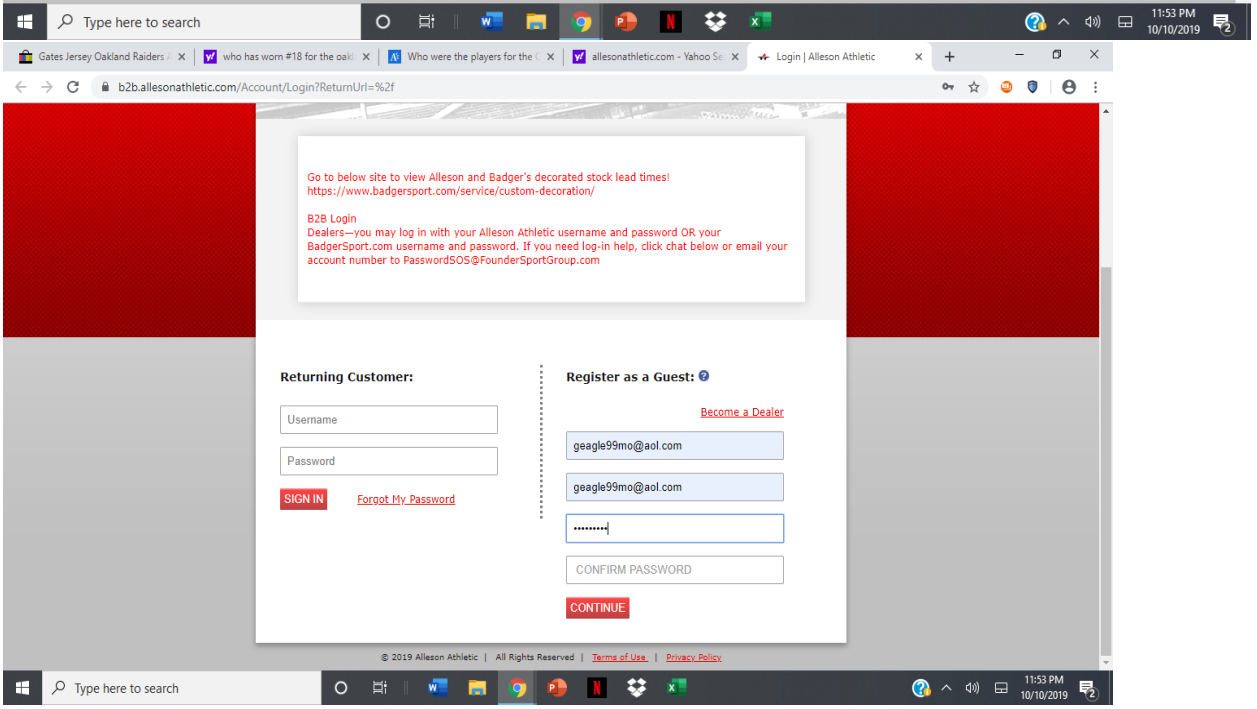 Type here to search
11:53 PM
10/10/2019
Gates Jersey Oakland Raiders
who has worn #18 for the oakl
Who were the players for the
allesonathletic.com - Yahoo Se
Login | Alleson Athletic
b2b.allesonathletic.com/Account/Login?ReturnUrl=%2f
Go to below site to view Alleson and Badger's decorated stock lead times!
https://www.badgersport.com/service/custom-decoration/
B2B Login
Dealers—you may log in with your Alleson Athletic username and password OR your
BadgerSport.com username and password. If you need log-in help, click chat below or email your
account number to PasswordSOS@FounderSportGroup.com
Returning Customer:
Username
Password
SIGN IN
Forgot My Password
Register as a Guest:
Become a Dealer
geagle99mo@aol.com
geagle99mo@aol.com
•••••••••
CONFIRM PASSWORD
CONTINUE
© 2019 Alleson Athletic | All Rights Reserved | Terms of Use | Privacy Policy
Type here to search
11:53 PM
10/10/2019